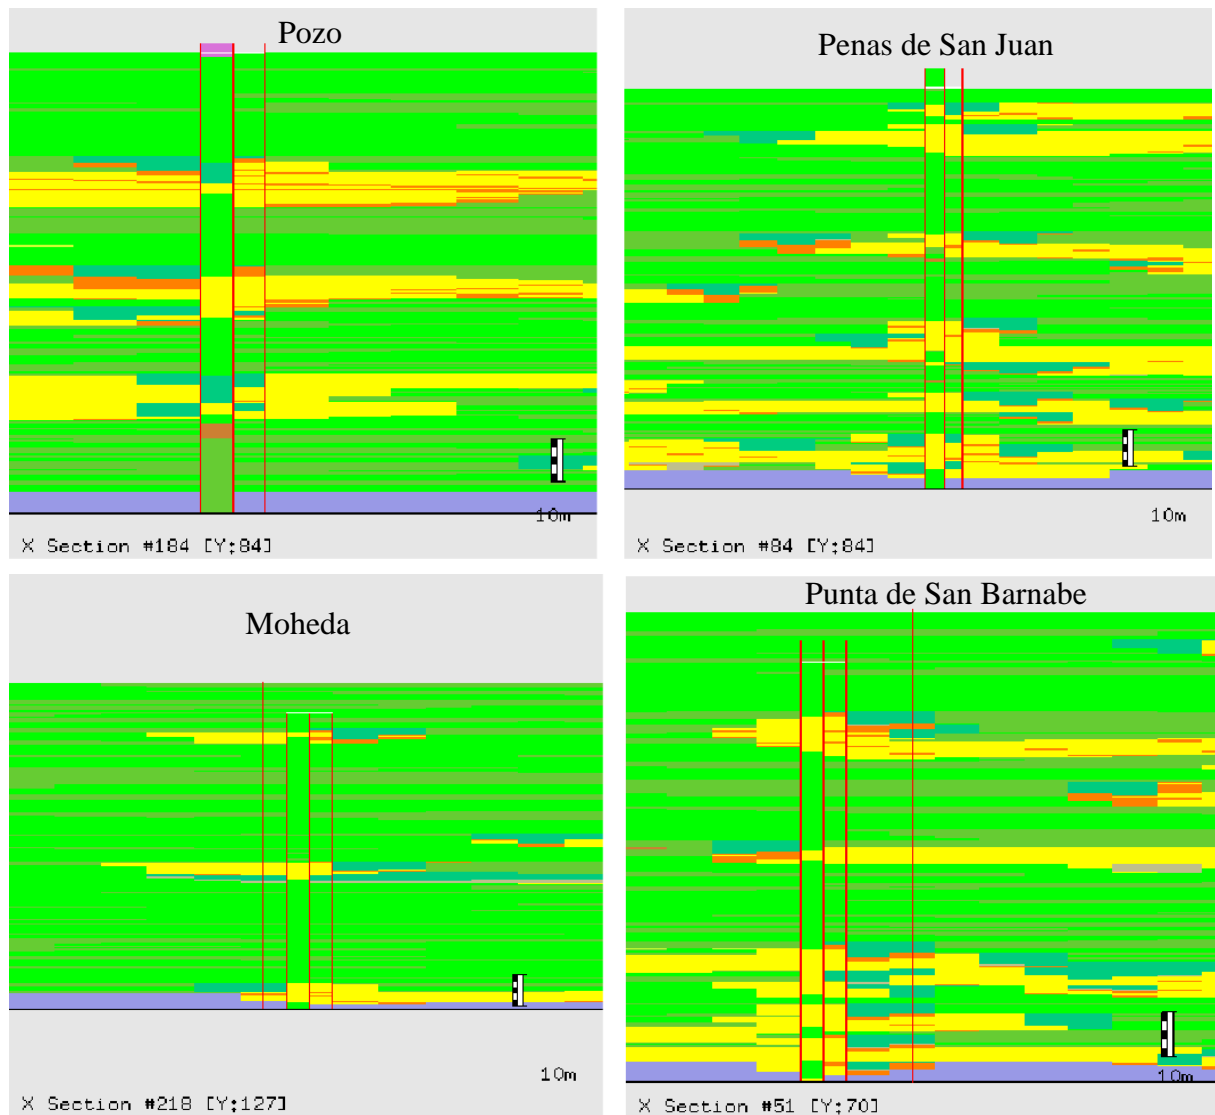 Pozo
10m
X Section #184 [Y:84]
Penas de San Juan
10m
X Section #84 [Y:84]
Moheda
10m
X Section #218 [Y:127]
Punta de San Barnabe
10m
X Section #51 [Y:70]